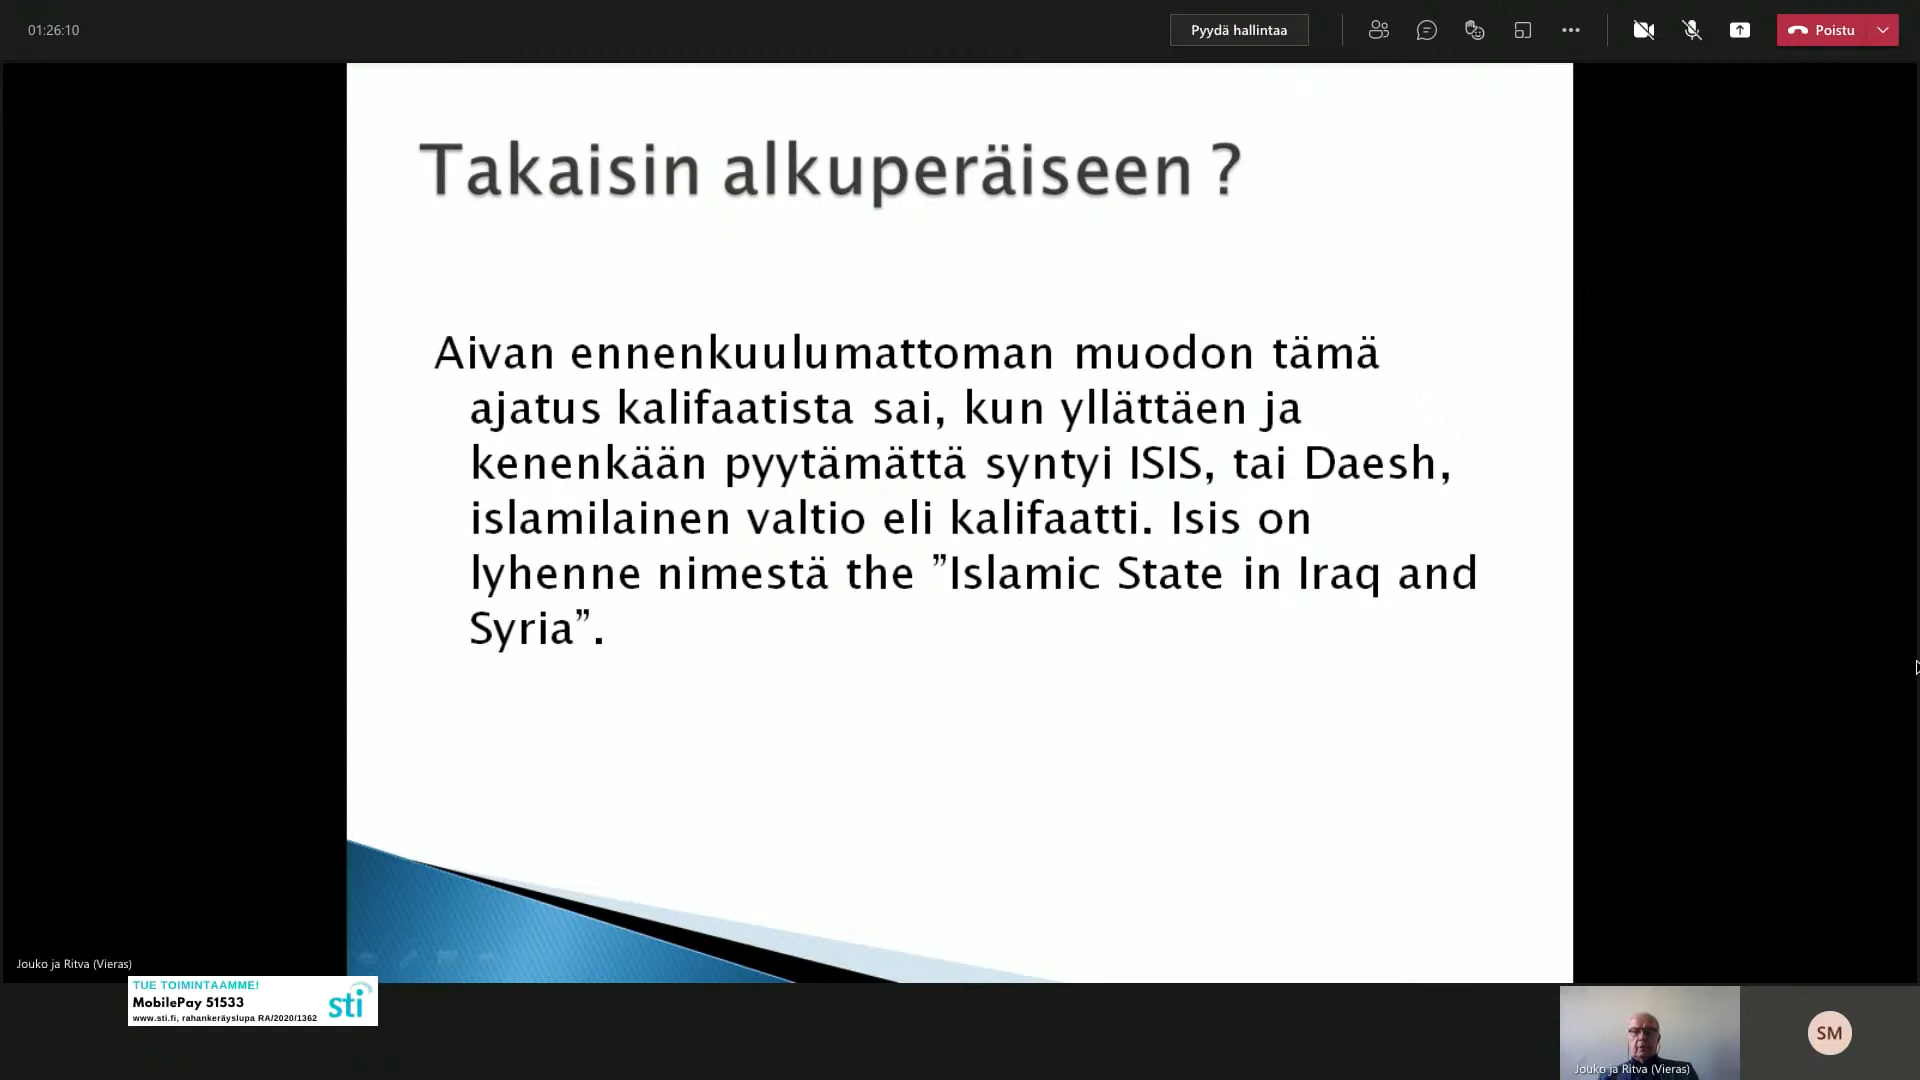 01:26:10
Pyydä hallintaa
Poistu
Takaisin alkuperäiseen ?
Aivan ennenkuulumattoman muodon tämä
ajatus kalifaatista sai, kun yllättäen ja
kenenkään pyytämättä syntyi ISIS, tai Daesh,
islamilainen valtio eli kalifaatti. Isis on
lyhenne nimestä the ”Islamic State in Iraq and
Syria”.
Jouko ja Ritva (Vieras)
TUE TOIMINTAAMME!
MobilePay 51533
www.sti.fi, rahankeräyslupa RA/2020/1362
sti
Jouko ja Ritva (Vieras)
SM